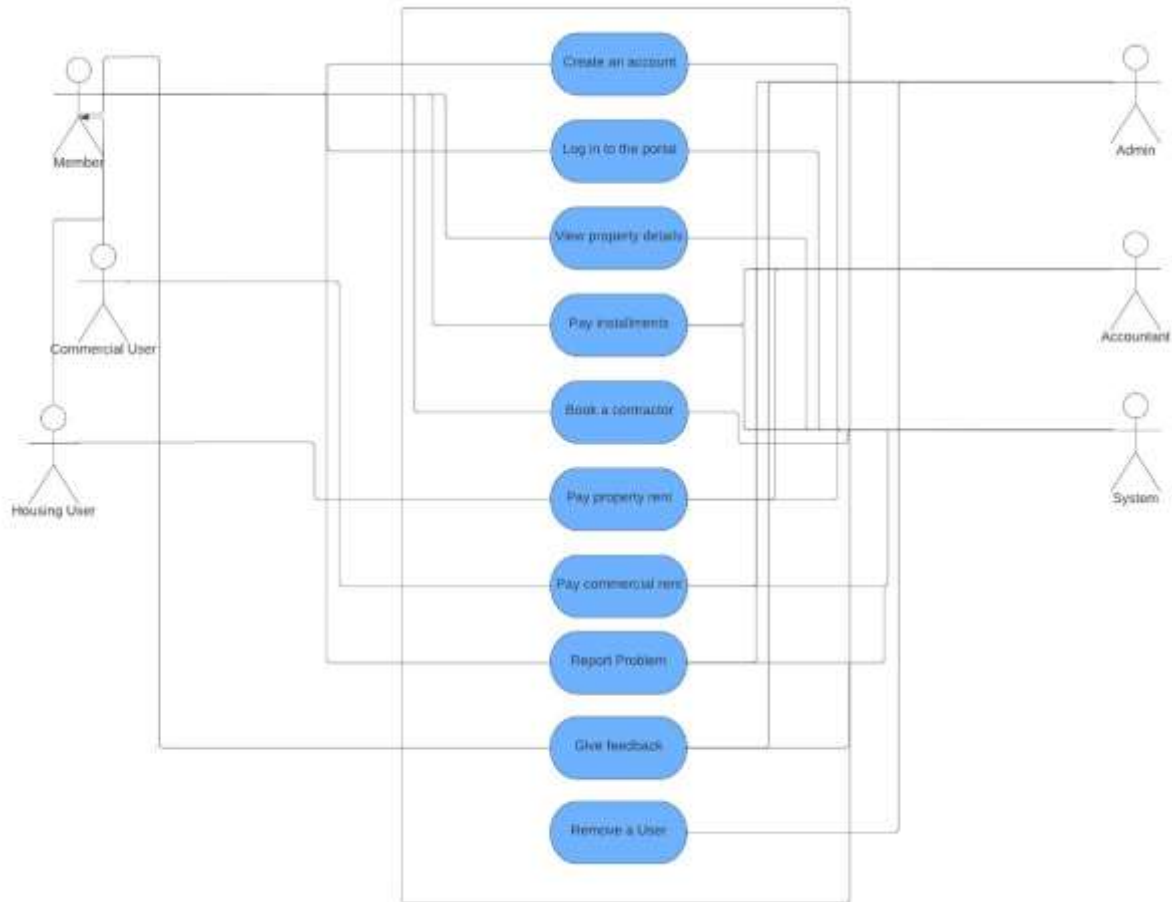 Create an account
Member
Admin
Log in to the portal
View property details
Commercial User
Pay installments
Accountant
Book a contractor
Housing User
Pay property rent
System
Pay commercial rent
Report Problem
Give feedback
Remove a User